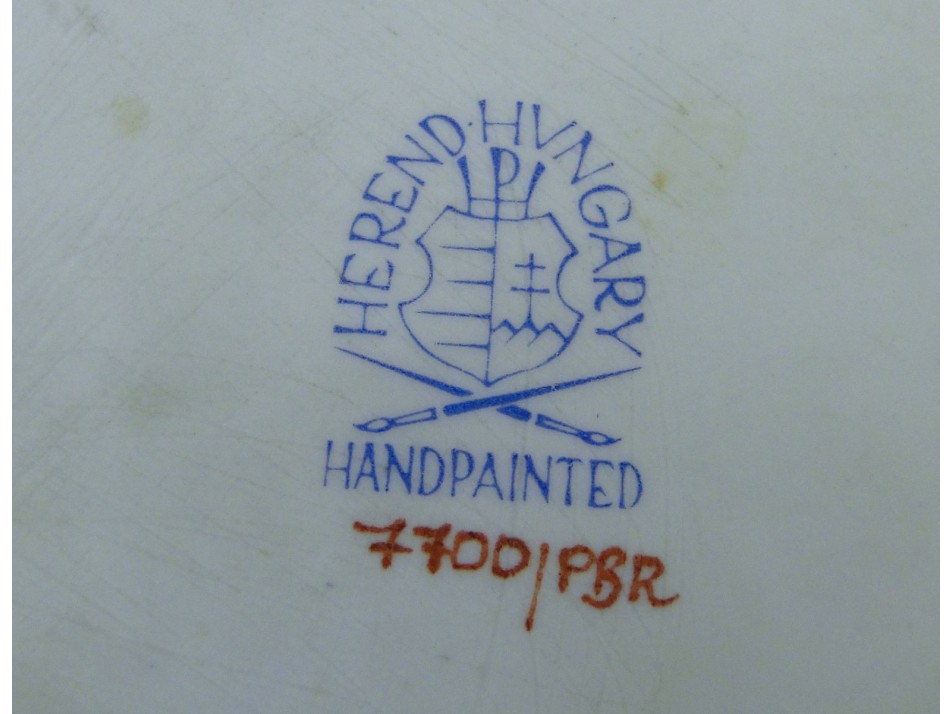 HEREND·HVNGARY
P
HANDPAINTED
7700/PBR